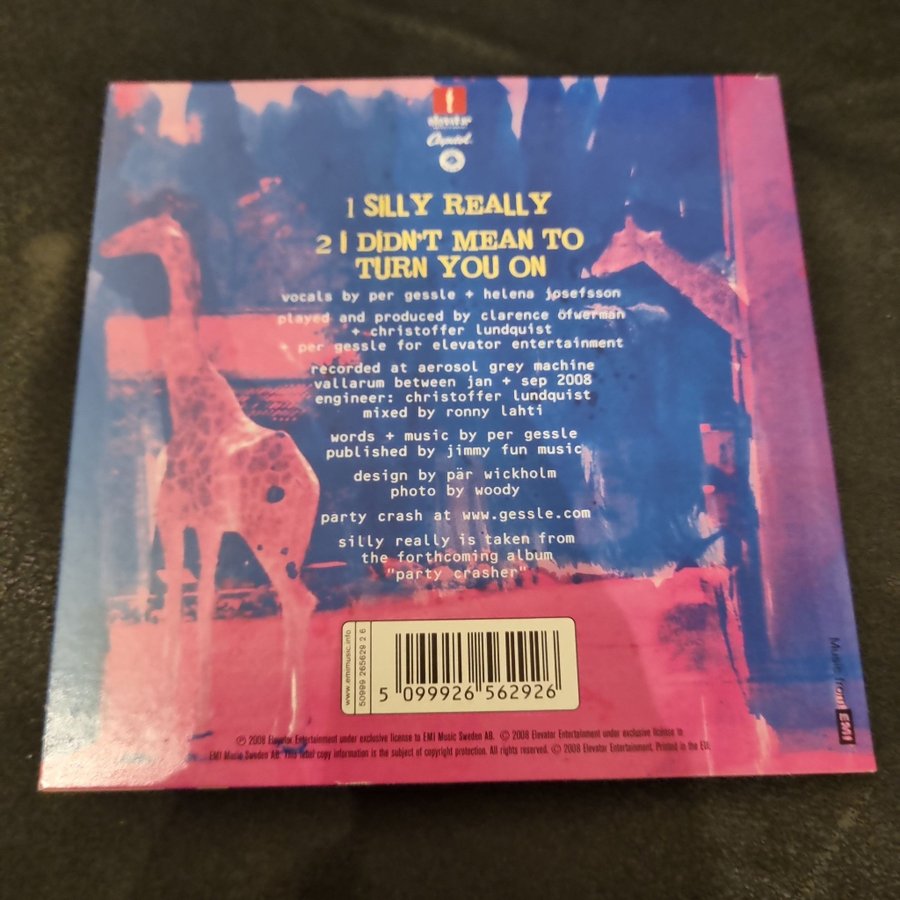 Capitol
1 SILLY REALLY
2 I DIDN'T MEAN TO
TURN YOU ON
vocals by per gessle + helena josefsson
played and produced by clarence öfwerman
+ christoffer lundquist
+ per gessle for elevator entertainment
recorded at aerosol grey machine
vallarum between jan + sep 2008
engineer: christoffer lundquist
mixed by ronny lahti
words + music by per gessle
published by jimmy fun music
design by pär wickholm
photo by woody
party crash at www.gessle.com
silly really is taken from
the forthcoming album
"party crasher"
www.emimusic.info
50999 265629 2 6
5 099926 562926
Music from EMI
℗ 2008 Elevator Entertainment under exclusive license to EMI Music Sweden AB. © 2008 Elevator Entertainment under exclusive license to
EMI Music Sweden AB. This label copy information is the subject of copyright protection. All rights reserved. © 2008 Elevator Entertainment. Printed in the EU.